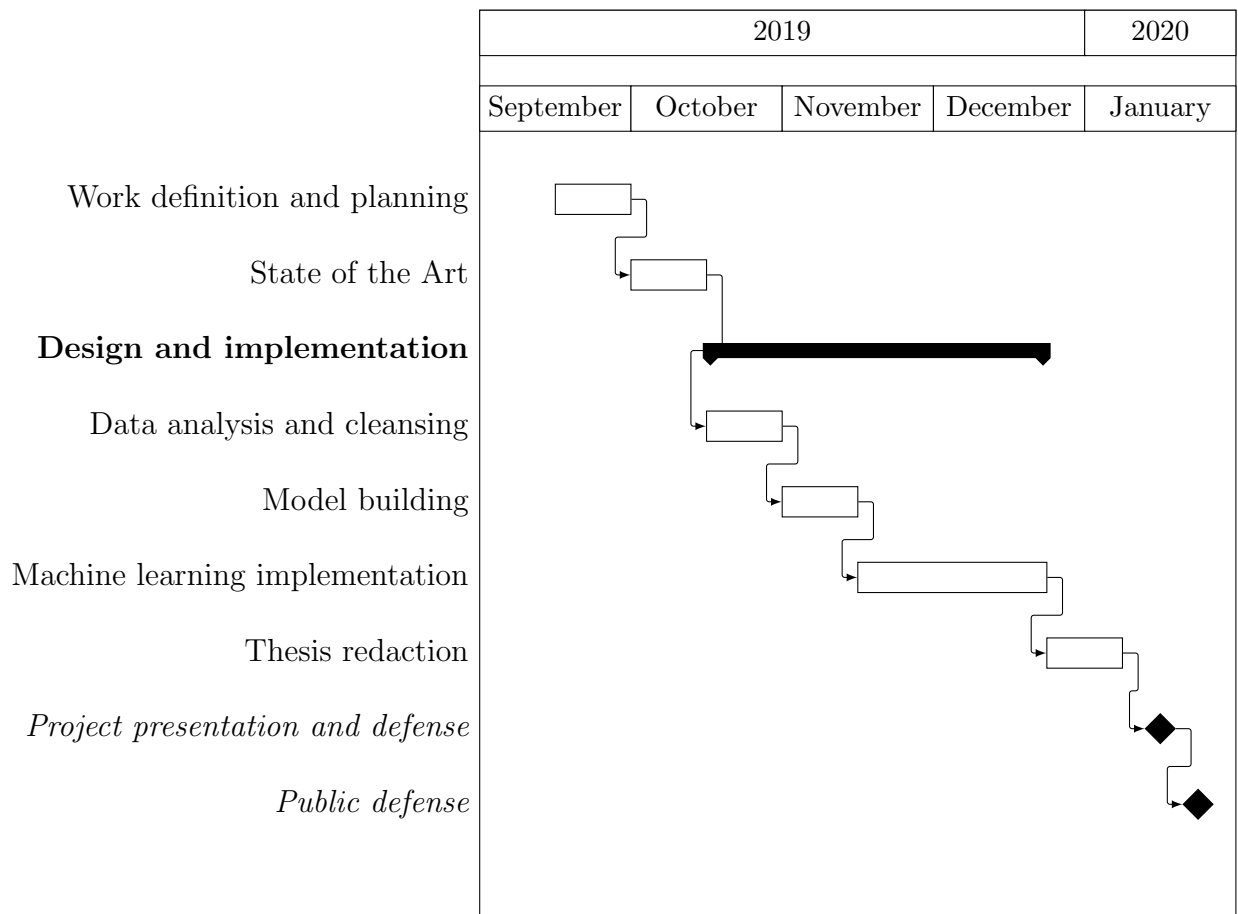 2019 2020
September October November December January
Work definition and planning
State of the Art
Design and implementation
Data analysis and cleansing
Model building
Machine learning implementation
Thesis redaction
Project presentation and defense
Public defense